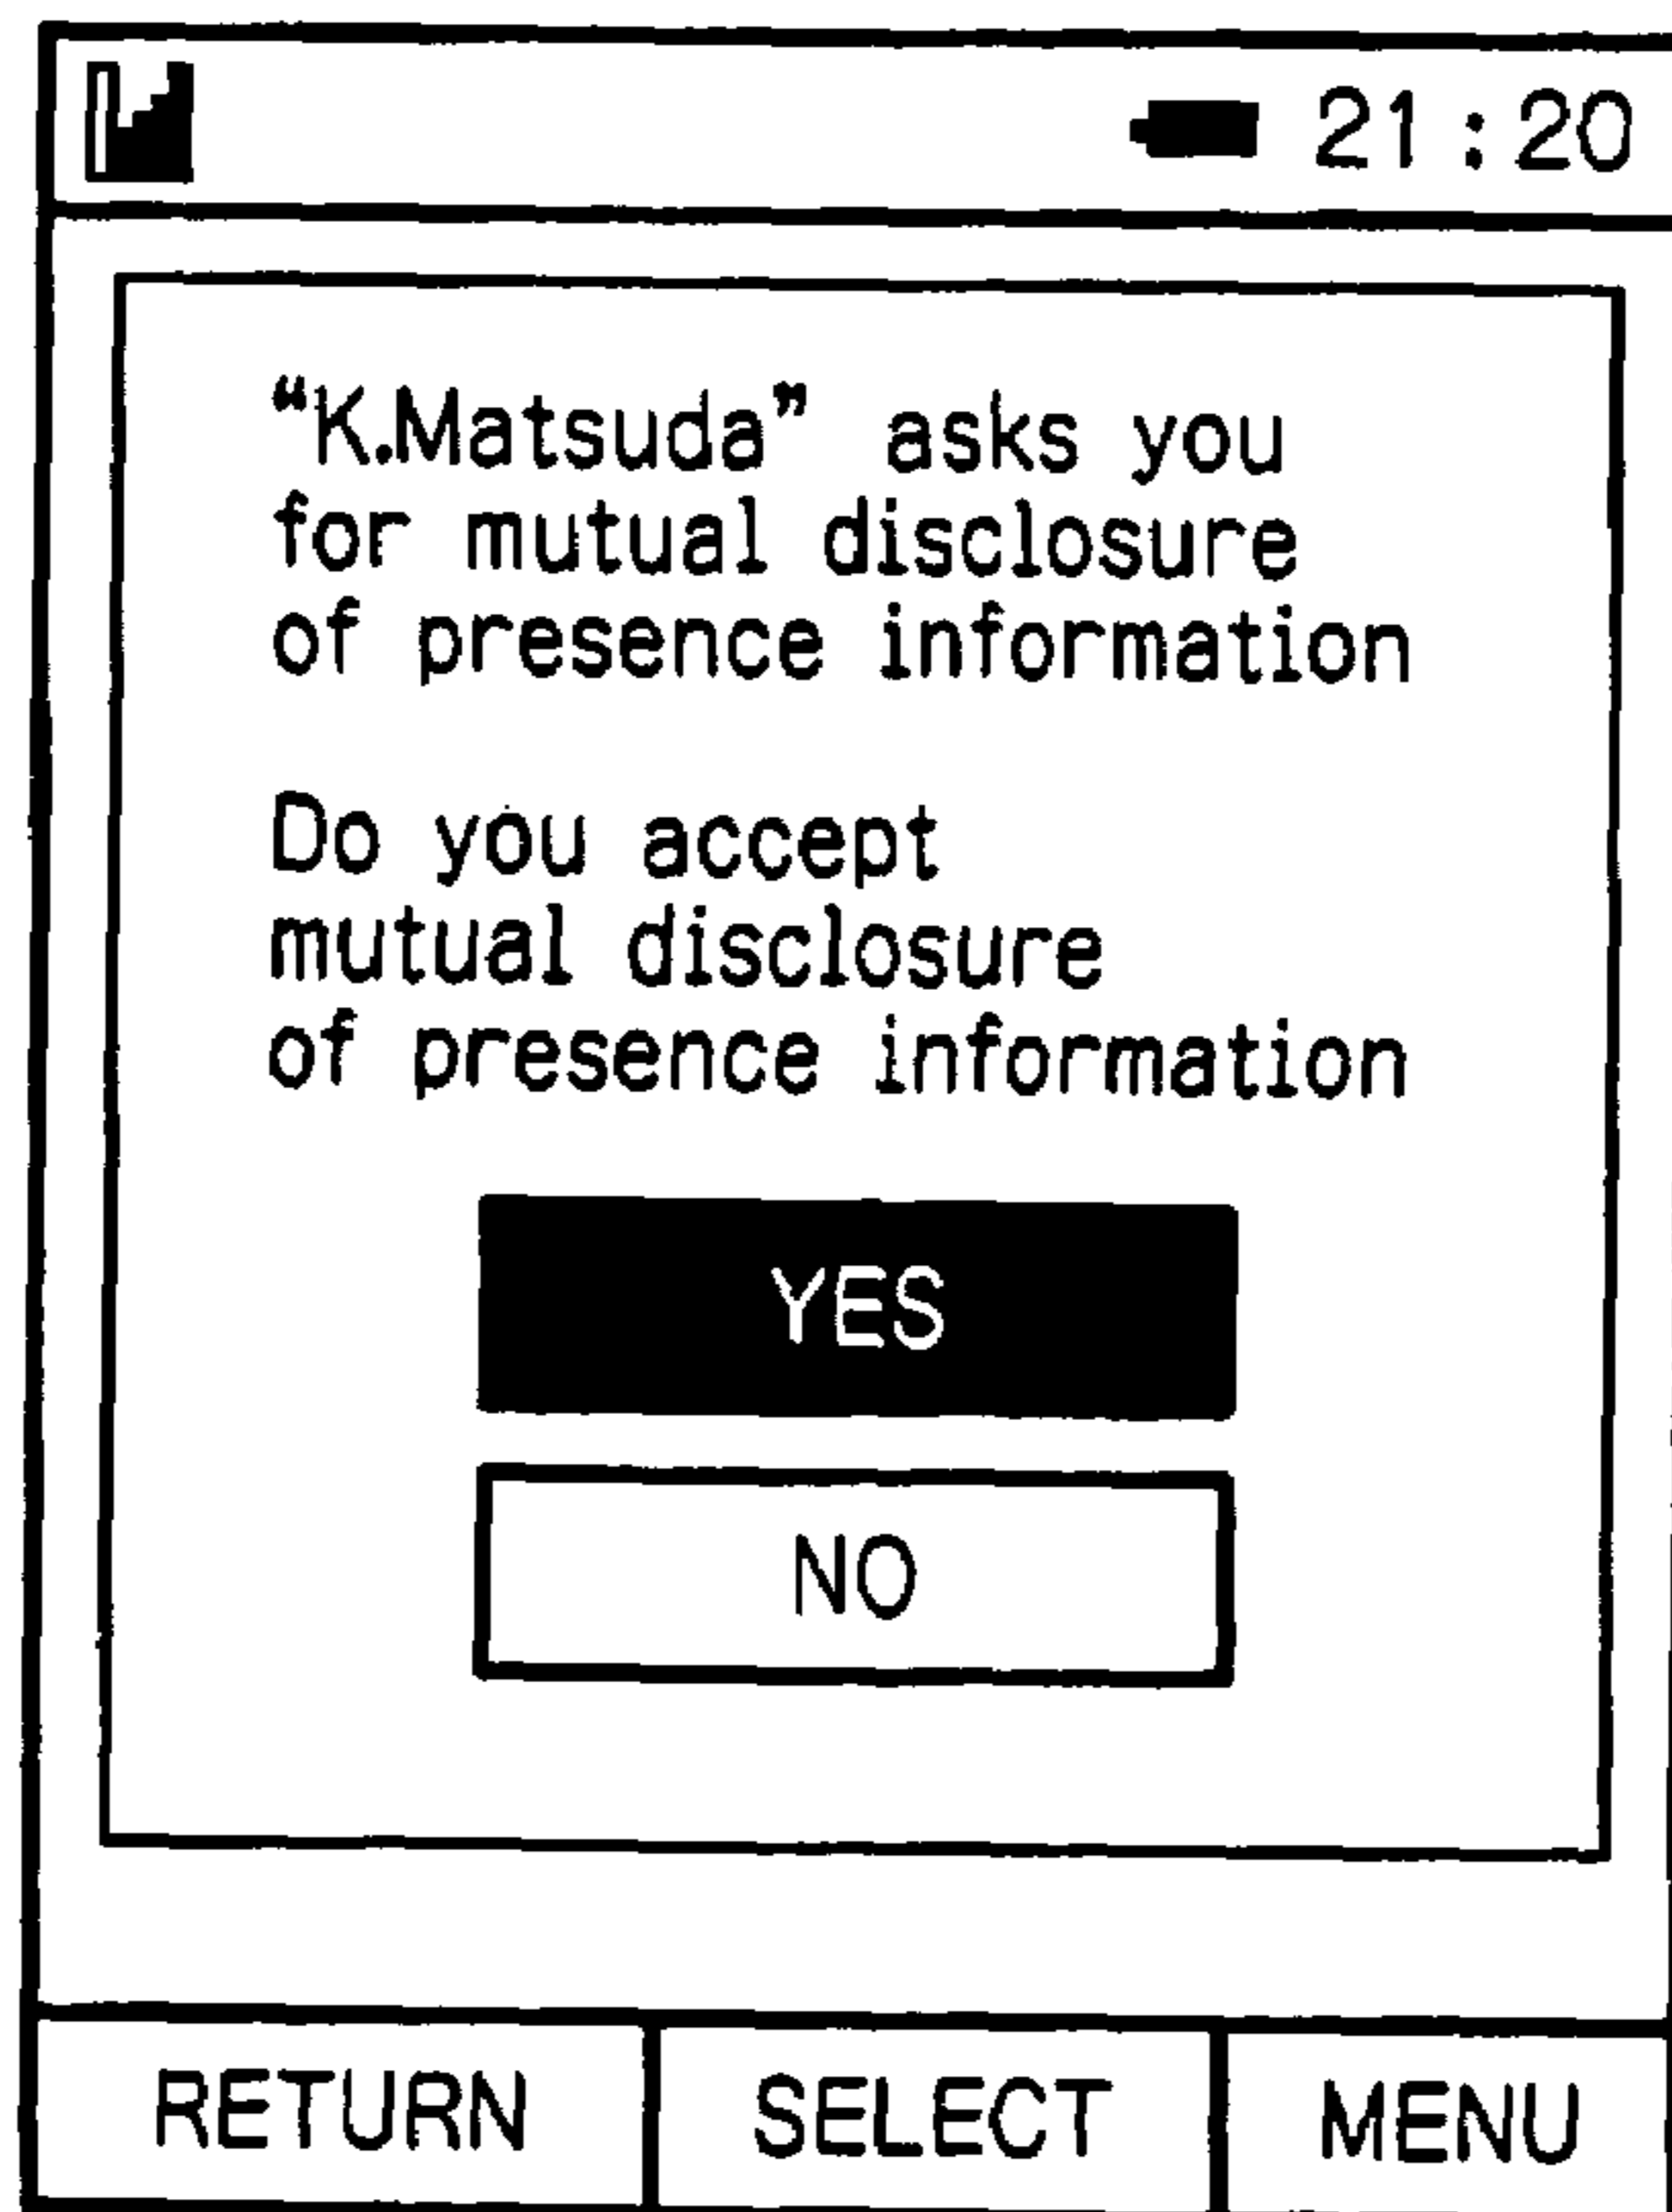 21:20
“K.Matsuda” asks you
for mutual disclosure
of presence information
Do you accept
mutual disclosure
of presence information
YES
NO
RETURN SELECT MENU